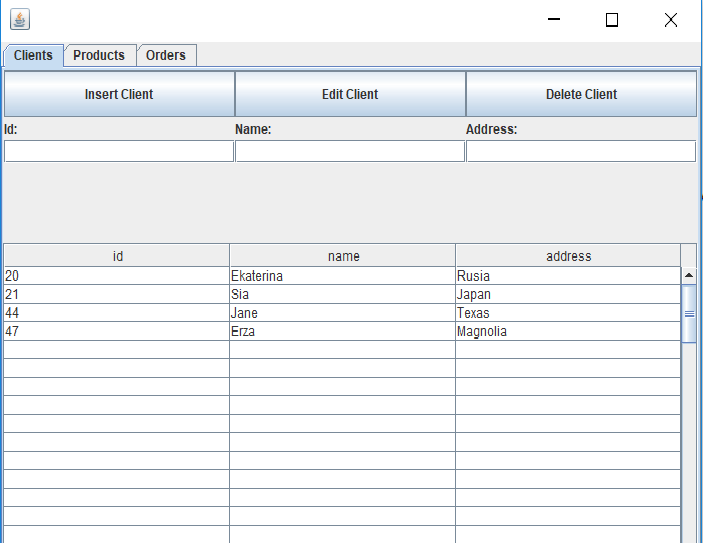 Clients Products Orders
Insert Client Edit Client Delete Client
Id: Name: Address:
id name address
20 Ekaterina Rusia
21 Sia Japan
44 Jane Texas
47 Erza Magnolia